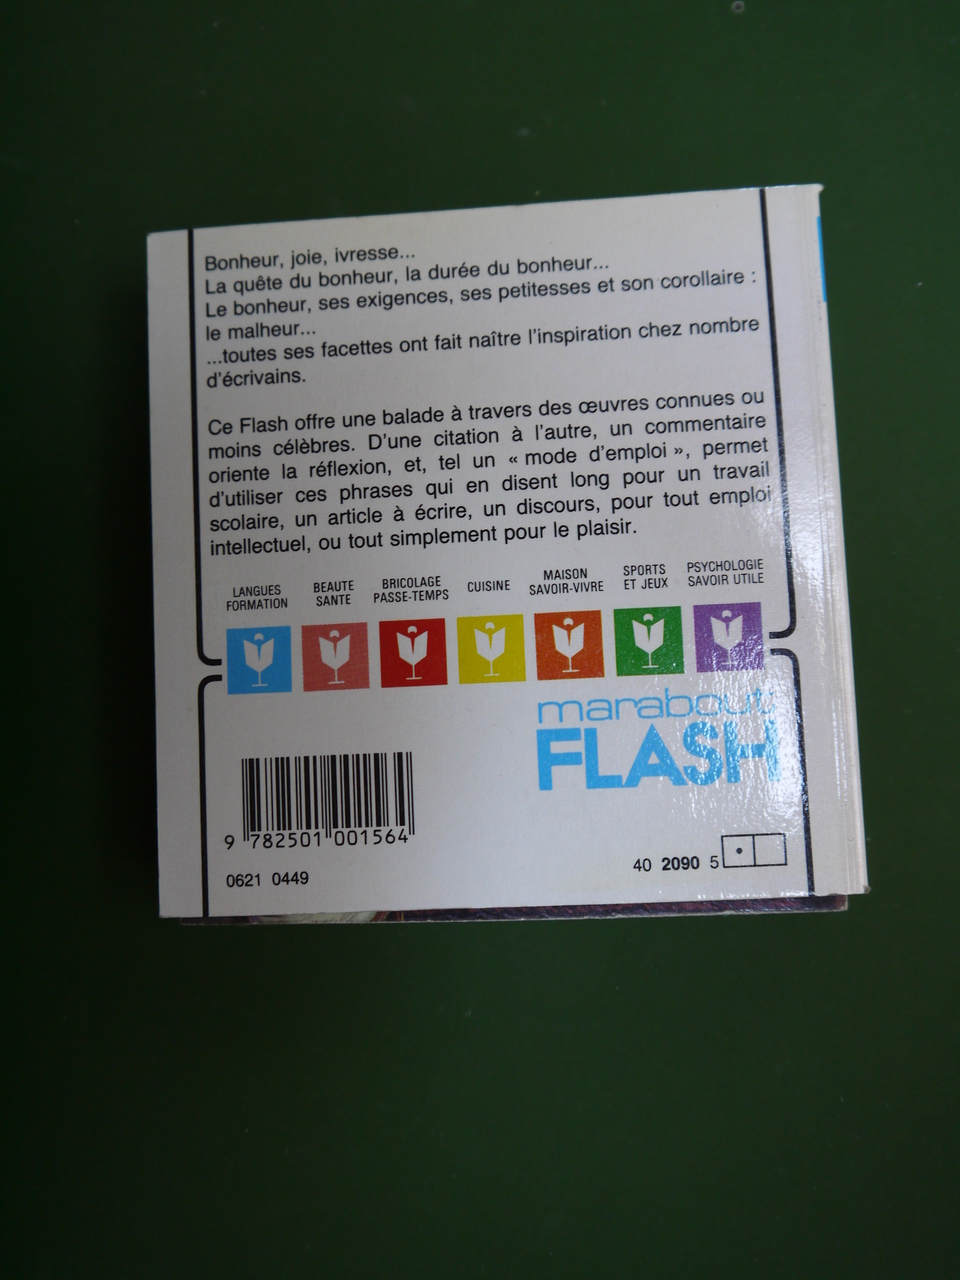 Bonheur, joie, ivresse...
La quête du bonheur, la durée du bonheur...
Le bonheur, ses exigences, ses petitesses et son corollaire :
le malheur...
...toutes ses facettes ont fait naître l'inspiration chez nombre
d'écrivains.
Ce Flash offre une balade à travers des œuvres connues ou
moins célèbres. D'une citation à l'autre, un commentaire
oriente la réflexion, et, tel un « mode d'emploi », permet
d'utiliser ces phrases qui en disent long pour un travail
scolaire, un article à écrire, un discours, pour tout emploi
intellectuel, ou tout simplement pour le plaisir.
LANGUES
FORMATION
BEAUTE
SANTE
BRICOLAGE
PASSE-TEMPS
CUISINE
MAISON
SAVOIR-VIVRE
SPORTS
ET JEUX
PSYCHOLOGIE
SAVOIR UTILE
marabout
FLASH
9 782501 001564
0621 0449
40 2090 5